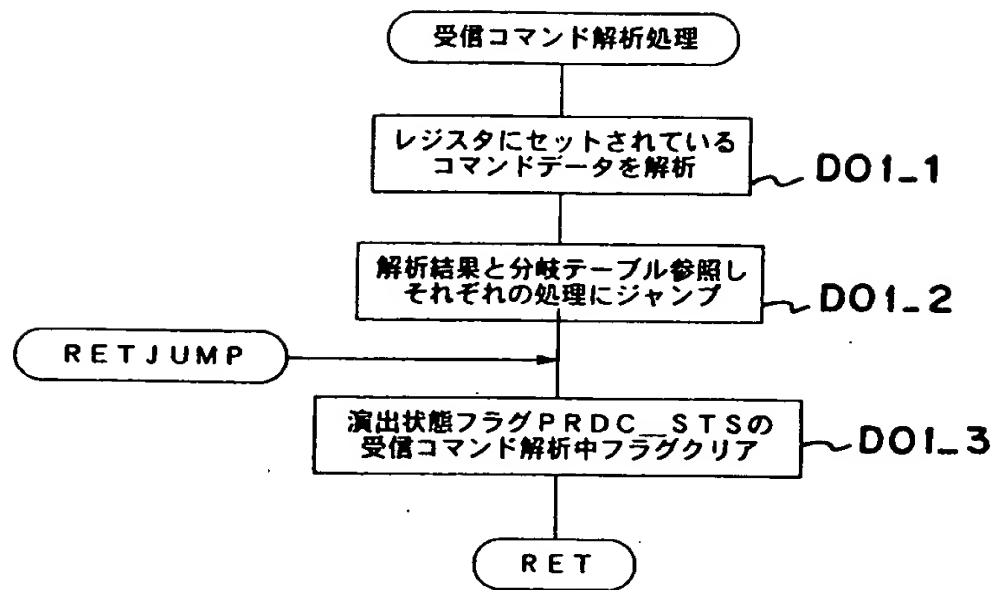 受信コマンド解析処理
レジスタにセットされている
コマンドデータを解析
D01_1
解析結果と分岐テーブル参照し
それぞれの処理にジャンプ
D01_2
RETJUMP
演出状態フラグPRDC__STSの
受信コマンド解析中フラグクリア
D01_3
RET